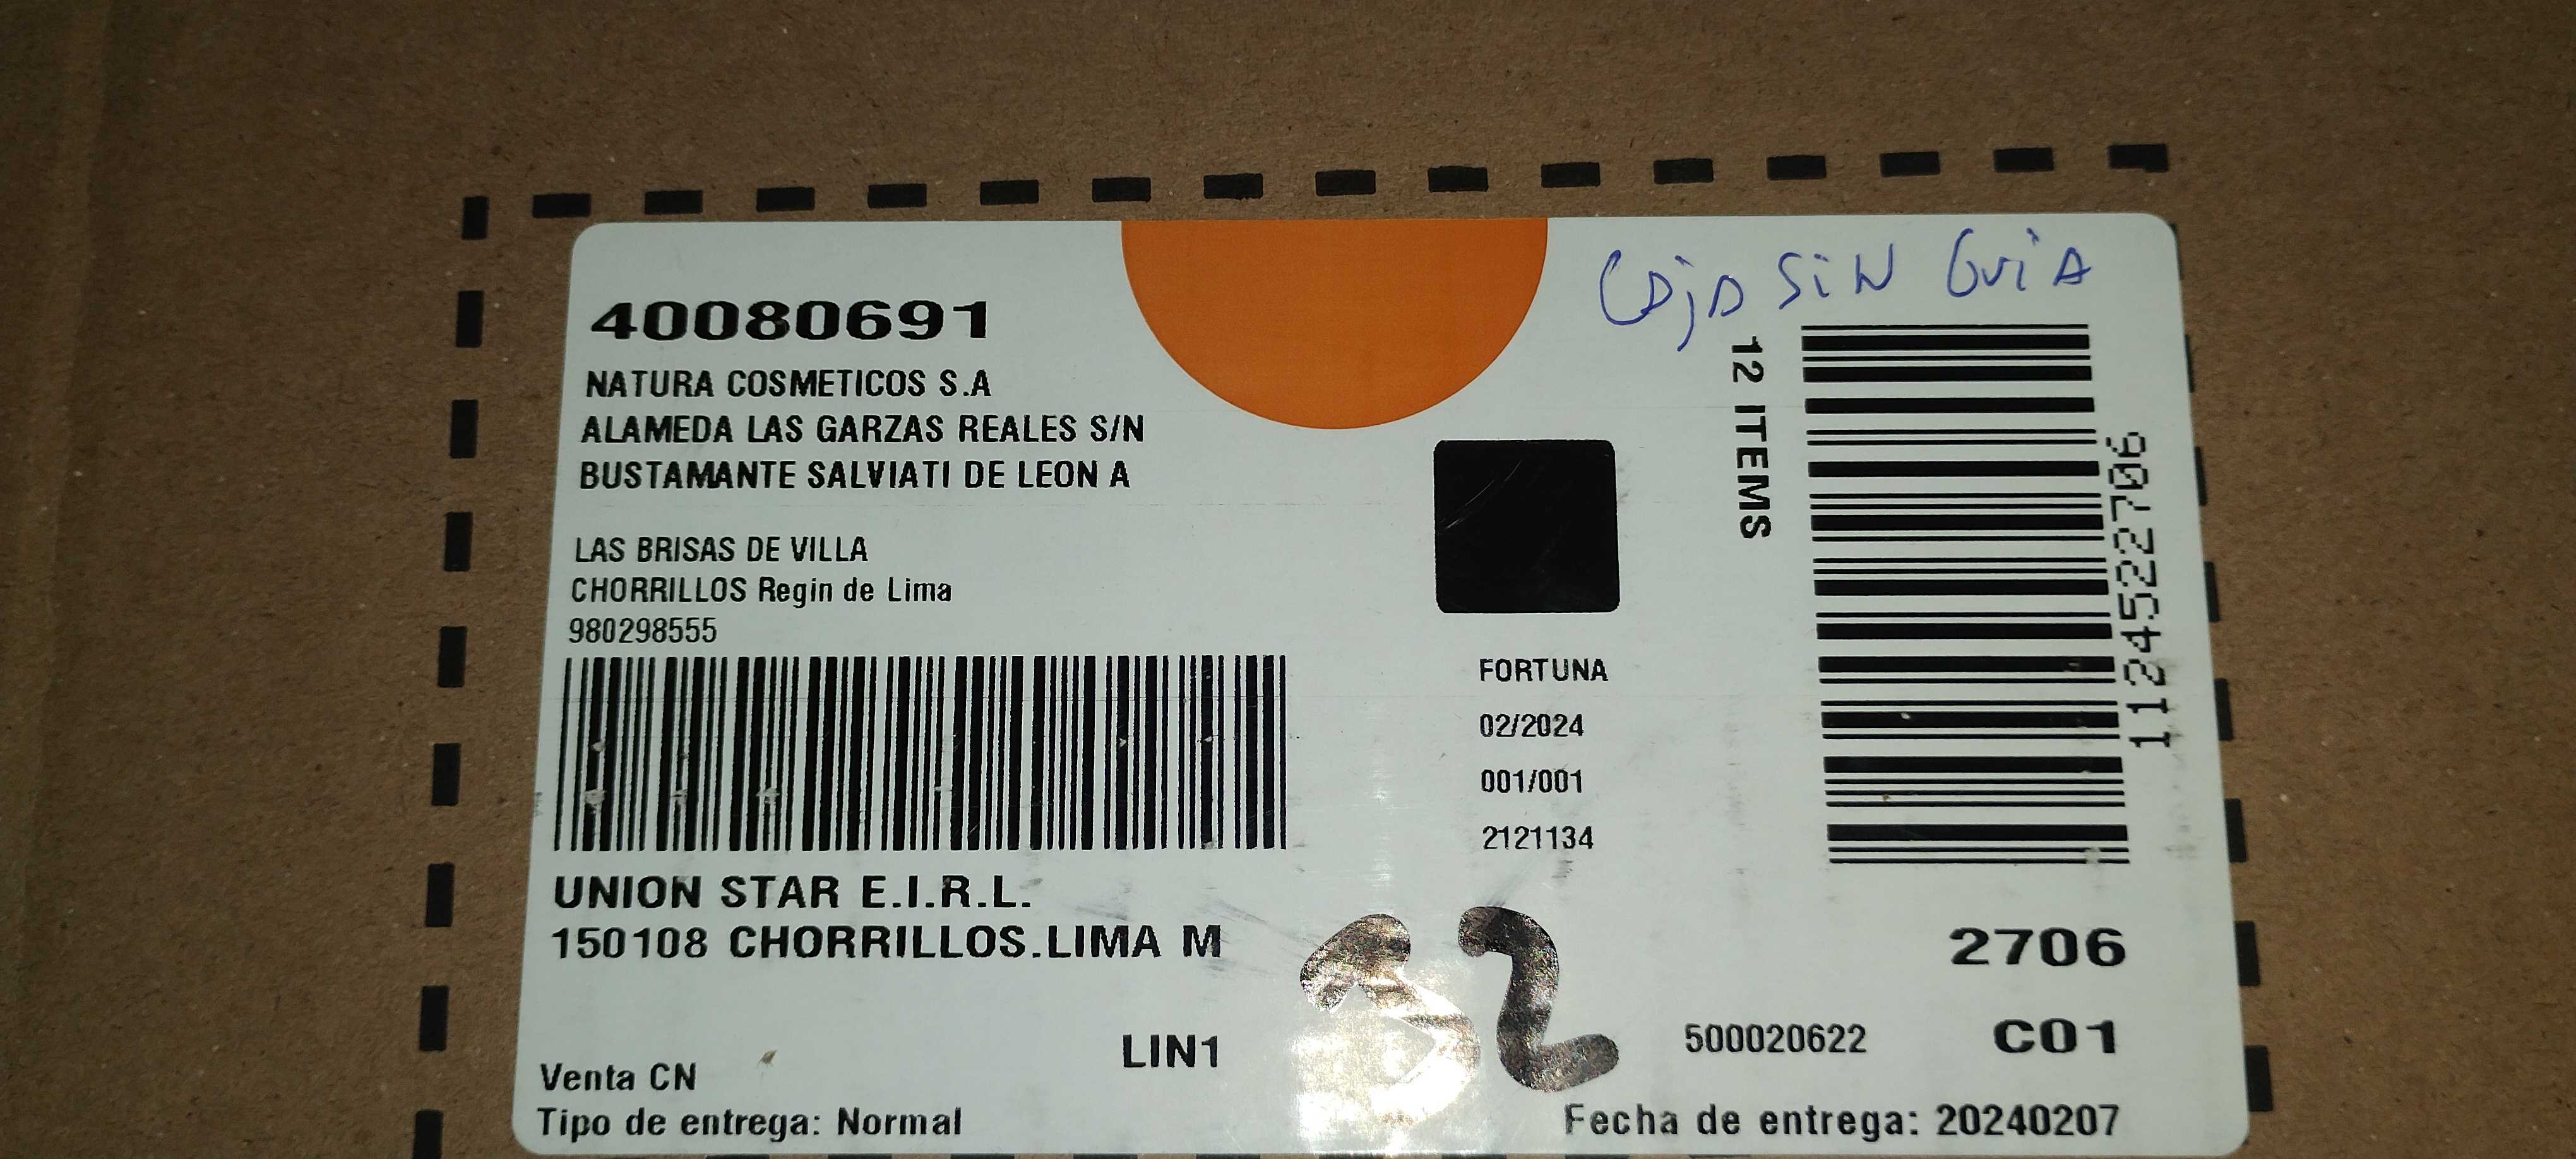 Caja SiN GuiA
40080691
NATURA COSMETICOS S.A
ALAMEDA LAS GARZAS REALES S/N
BUSTAMANTE SALVIATI DE LEON A
LAS BRISAS DE VILLA
CHORRILLOS Regin de Lima
980298555
12 ITEMS
1124522706
FORTUNA
02/2024
001/001
2121134
UNION STAR E.I.R.L.
150108 CHORRILLOS.LIMA M
32
2706
LIN1
500020622 C01
Venta CN
Tipo de entrega: Normal
Fecha de entrega: 20240207